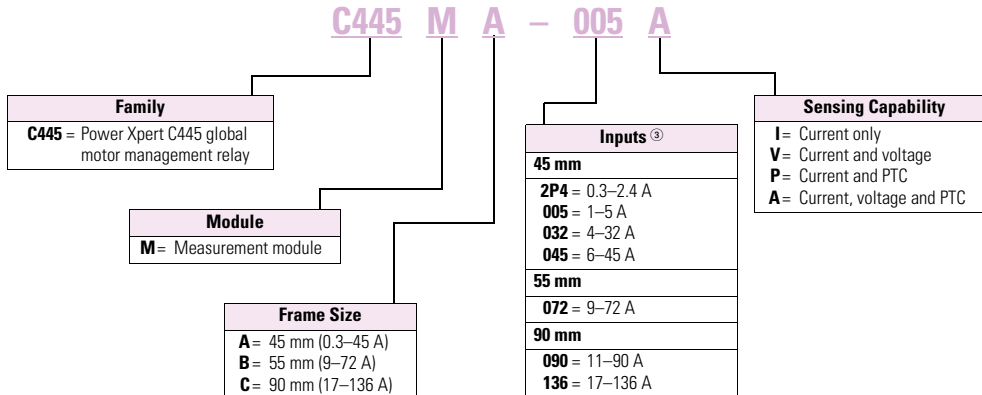 C445 M A – 005 A
Family
C445 = Power Xpert C445 global
motor management relay
Module
M = Measurement module
Frame Size
A = 45 mm (0.3–45 A)
B = 55 mm (9–72 A)
C = 90 mm (17–136 A)
Inputs ③
45 mm
2P4 = 0.3–2.4 A
005 = 1–5 A
032 = 4–32 A
045 = 6–45 A
55 mm
072 = 9–72 A
90 mm
090 = 11–90 A
136 = 17–136 A
Sensing Capability
I = Current only
V = Current and voltage
P = Current and PTC
A = Current, voltage and PTC